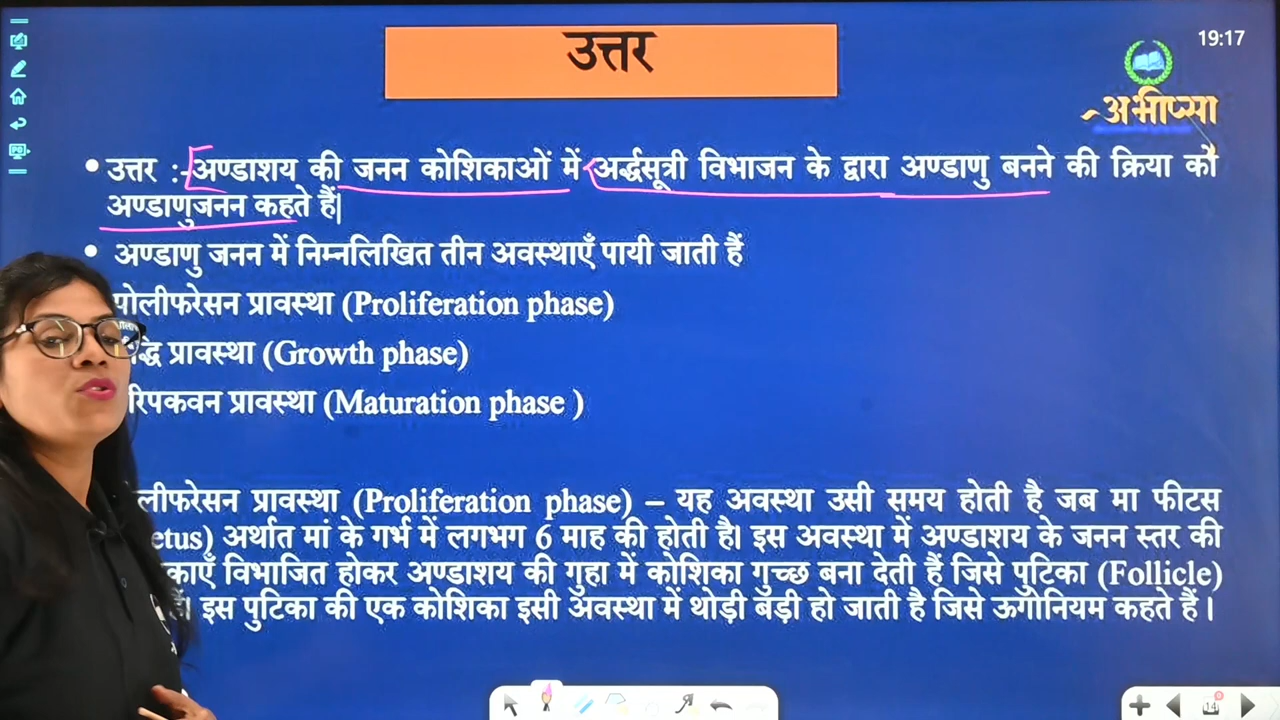 उत्तर
19:17
अभीप्सा
• उत्तर :- अण्डाशय की जनन कोशिकाओं में अर्द्धसूत्री विभाजन के द्वारा अण्डाणु बनने की क्रिया को
अण्डाणुजनन कहते हैं|
• अण्डाणु जनन में निम्नलिखित तीन अवस्थाएँ पायी जाती हैं
पोलीफरेसन प्रावस्था (Proliferation phase)
द्धि प्रावस्था (Growth phase)
रिपकवन प्रावस्था (Maturation phase )
लीफरेसन प्रावस्था (Proliferation phase) – यह अवस्था उसी समय होती है जब मा फीटस
etus) अर्थात मां के गर्भ में लगभग 6 माह की होती है। इस अवस्था में अण्डाशय के जनन स्तर की
काएँ विभाजित होकर अण्डाशय की गुहा में कोशिका गुच्छ बना देती हैं जिसे पुटिका (Follicle)
हैं। इस पुटिका की एक कोशिका इसी अवस्था में थोड़ी बड़ी हो जाती है जिसे ऊगोनियम कहते हैं ।
14